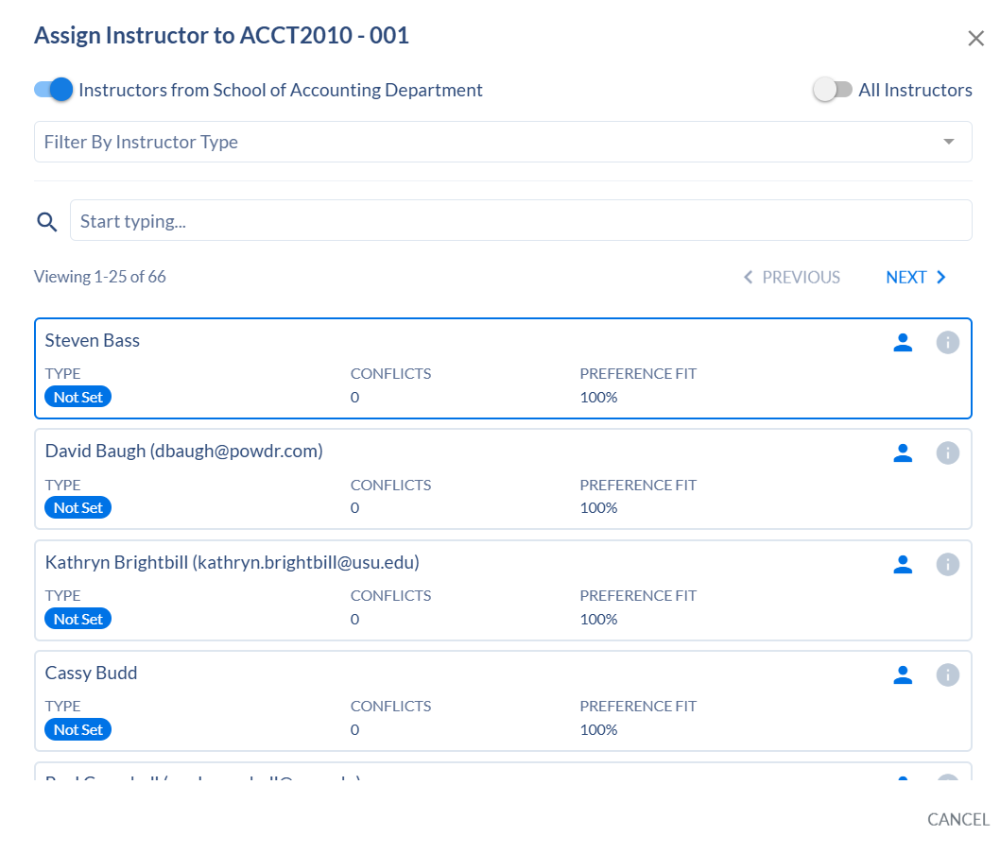 Assign Instructor to ACCT2010 - 001
Instructors from School of Accounting Department All Instructors
Filter By Instructor Type
Start typing...
Viewing 1-25 of 66 PREVIOUS NEXT
Steven Bass
TYPE CONFLICTS PREFERENCE FIT
Not Set 0 100%
David Baugh (dbaugh@powdr.com)
TYPE CONFLICTS PREFERENCE FIT
Not Set 0 100%
Kathryn Brightbill (kathryn.brightbill@usu.edu)
TYPE CONFLICTS PREFERENCE FIT
Not Set 0 100%
Cassy Budd
TYPE CONFLICTS PREFERENCE FIT
Not Set 0 100%
CANCEL